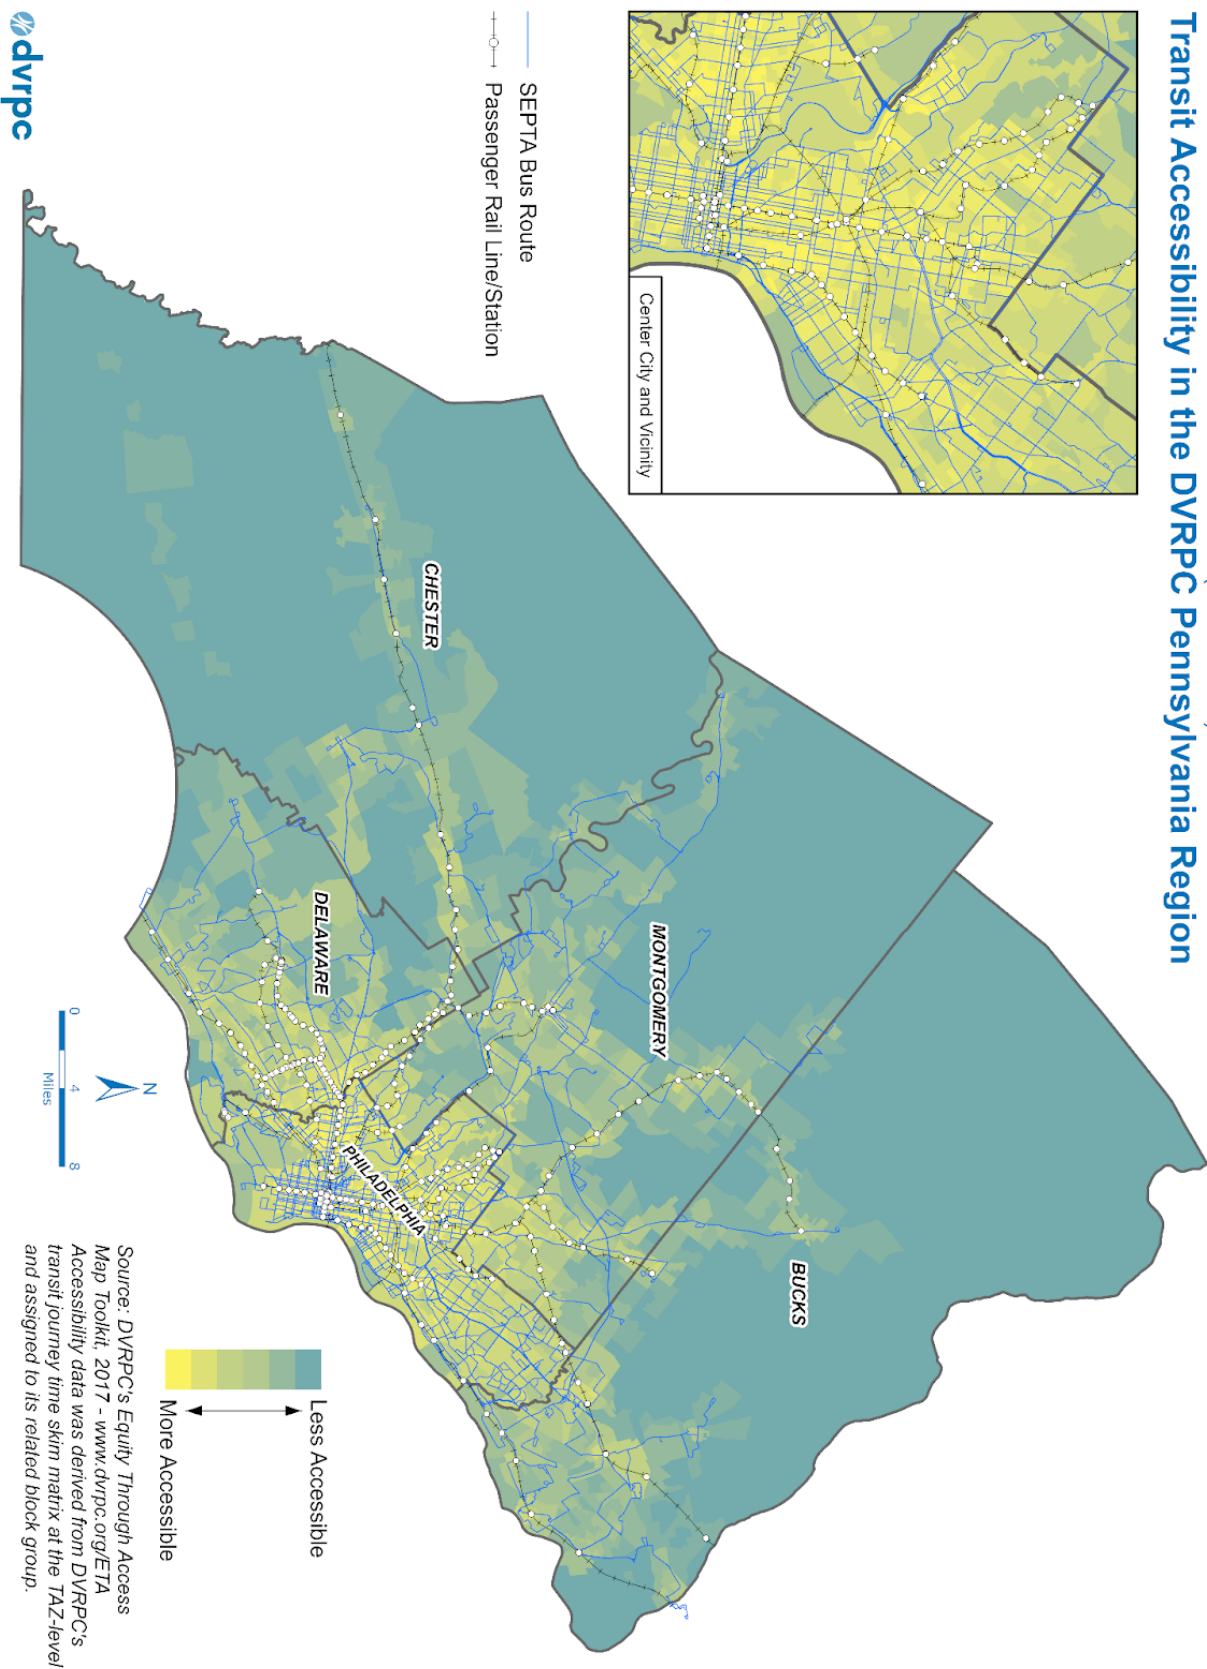 Transit Accessibility in the DVRPC Pennsylvania Region
Center City and Vicinity
SEPTA Bus Route
Passenger Rail Line/Station
dvrpc
CHESTER
DELAWARE
MONTGOMERY
PHILADELPHIA
BUCKS
N
0 4 8
Miles
Less Accessible
More Accessible
Source: DVRPC's Equity Through Access
Map Toolkit, 2017 - www.dvrpc.org/ETA
Accessibility data was derived from DVRPC's
transit journey time skim matrix at the TAZ-level
and assigned to its related block group.